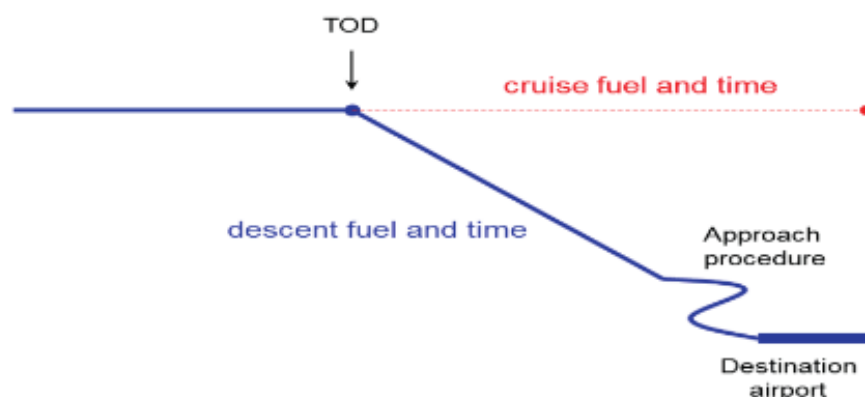 TOD
cruise fuel and time
descent fuel and time
Approach
procedure
Destination
airport